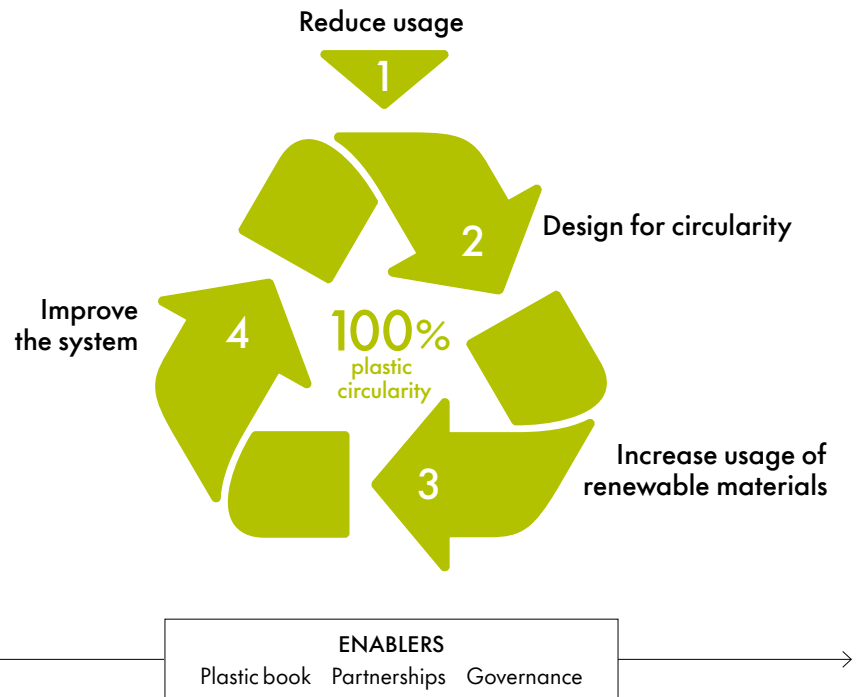 Reduce usage
1
2
Design for circularity
Improve
the system
4
100%
plastic
circularity
3
Increase usage of
renewable materials
ENABLERS
Plastic book Partnerships Governance